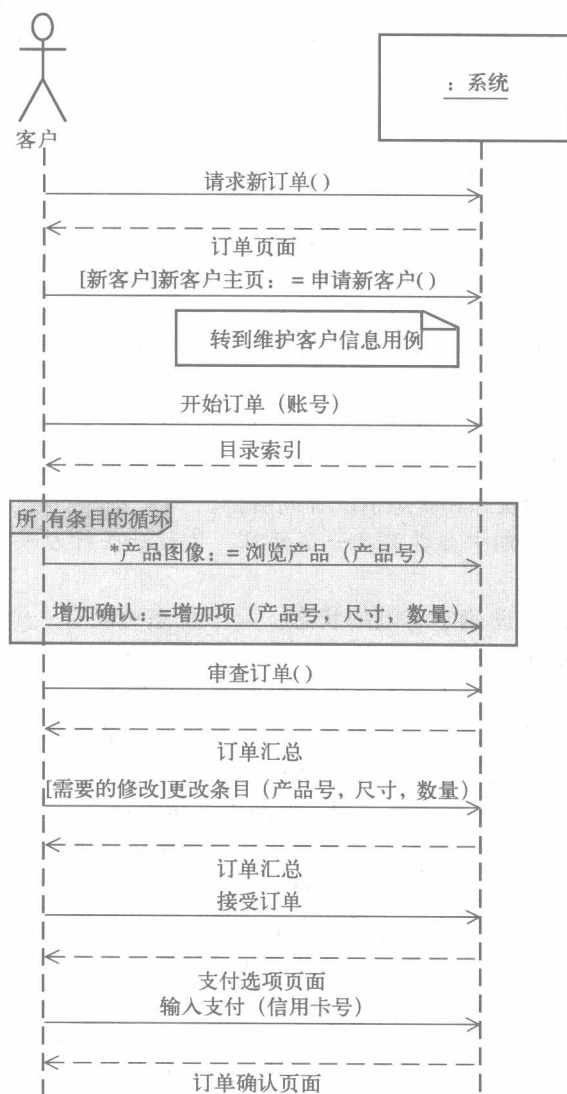 ：系统
客户
请求新订单( )
订单页面
[新客户]新客户主页：= 申请新客户( )
转到维护客户信息用例
开始订单（账号）
目录索引
所有条目的循环
*产品图像：= 浏览产品（产品号）
增加确认：=增加项（产品号，尺寸，数量）
审查订单( )
订单汇总
[需要的修改]更改条目（产品号，尺寸，数量）
订单汇总
接受订单
支付选项页面
输入支付（信用卡号）
订单确认页面